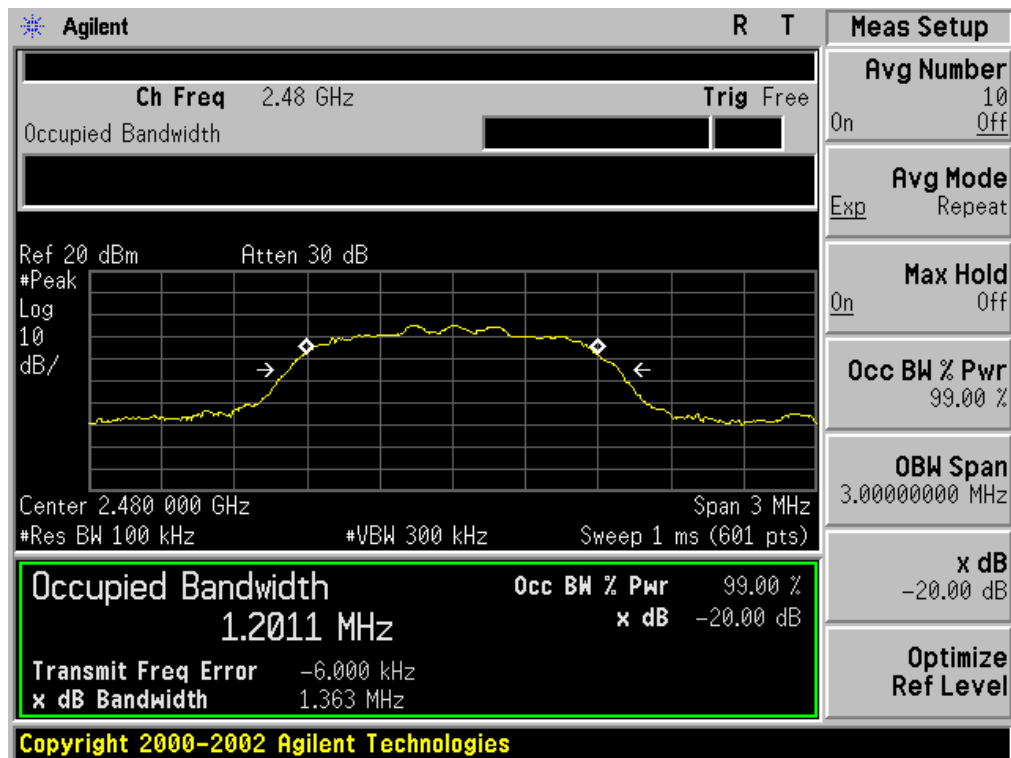 Agilent R T
Meas Setup
Ch Freq 2.48 GHz Trig Free
Occupied Bandwidth
Ref 20 dBm Atten 30 dB
#Peak
Log
10
dB/
Center 2.480 000 GHz Span 3 MHz
#Res BW 100 kHz #VBW 300 kHz Sweep 1 ms (601 pts)
Occupied Bandwidth Occ BW % Pwr 99.00 %
1.2011 MHz x dB -20.00 dB
Transmit Freq Error -6.000 kHz
x dB Bandwidth 1.363 MHz
Avg Number
10
On Off
Avg Mode
Exp Repeat
Max Hold
On Off
Occ BW % Pwr
99.00 %
OBW Span
3.00000000 MHz
x dB
-20.00 dB
Optimize
Ref Level
Copyright 2000-2002 Agilent Technologies